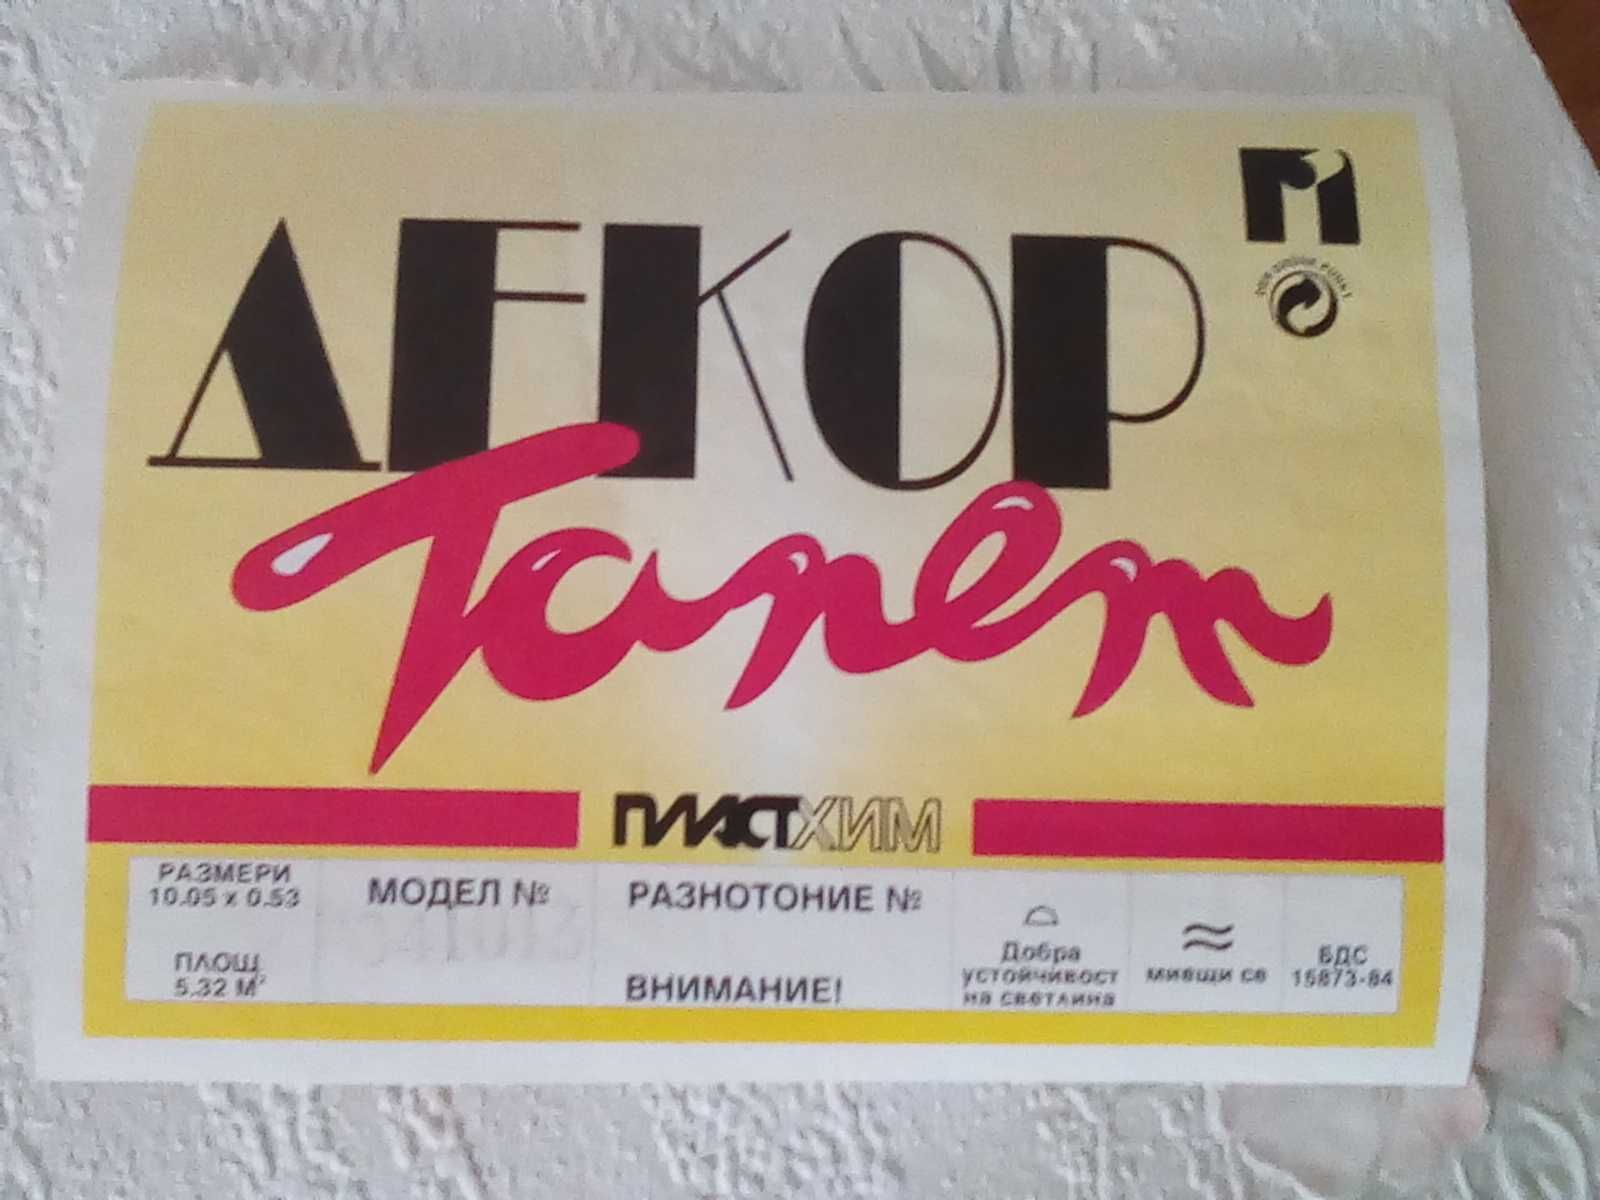 ДЕКОР
Тапет
ПЛАСТХИМ
РАЗМЕРИ
10.05 x 0.53
ПЛОЩ
5.32 М²
МОДЕЛ №
РАЗНОТОНИЕ №
ВНИМАНИЕ!
Добра
устойчивост
на светлина
миещи се
БДС
15873-84